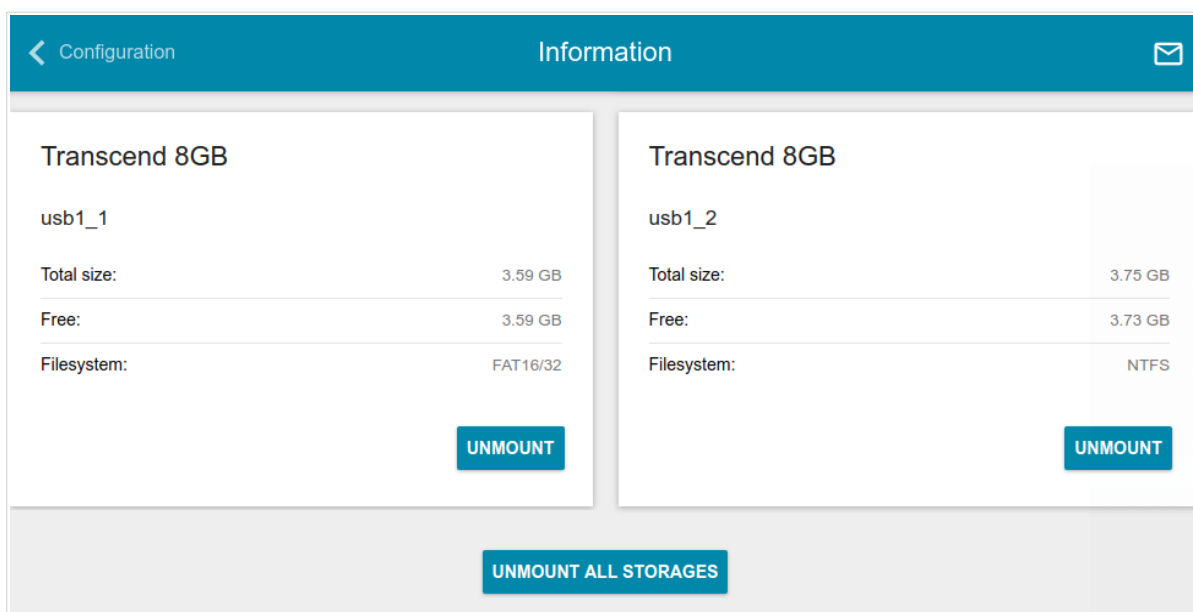 Configuration
Information
Transcend 8GB
usb1_1
Total size: 3.59 GB
Free: 3.59 GB
Filesystem: FAT16/32
UNMOUNT
Transcend 8GB
usb1_2
Total size: 3.75 GB
Free: 3.73 GB
Filesystem: NTFS
UNMOUNT
UNMOUNT ALL STORAGES